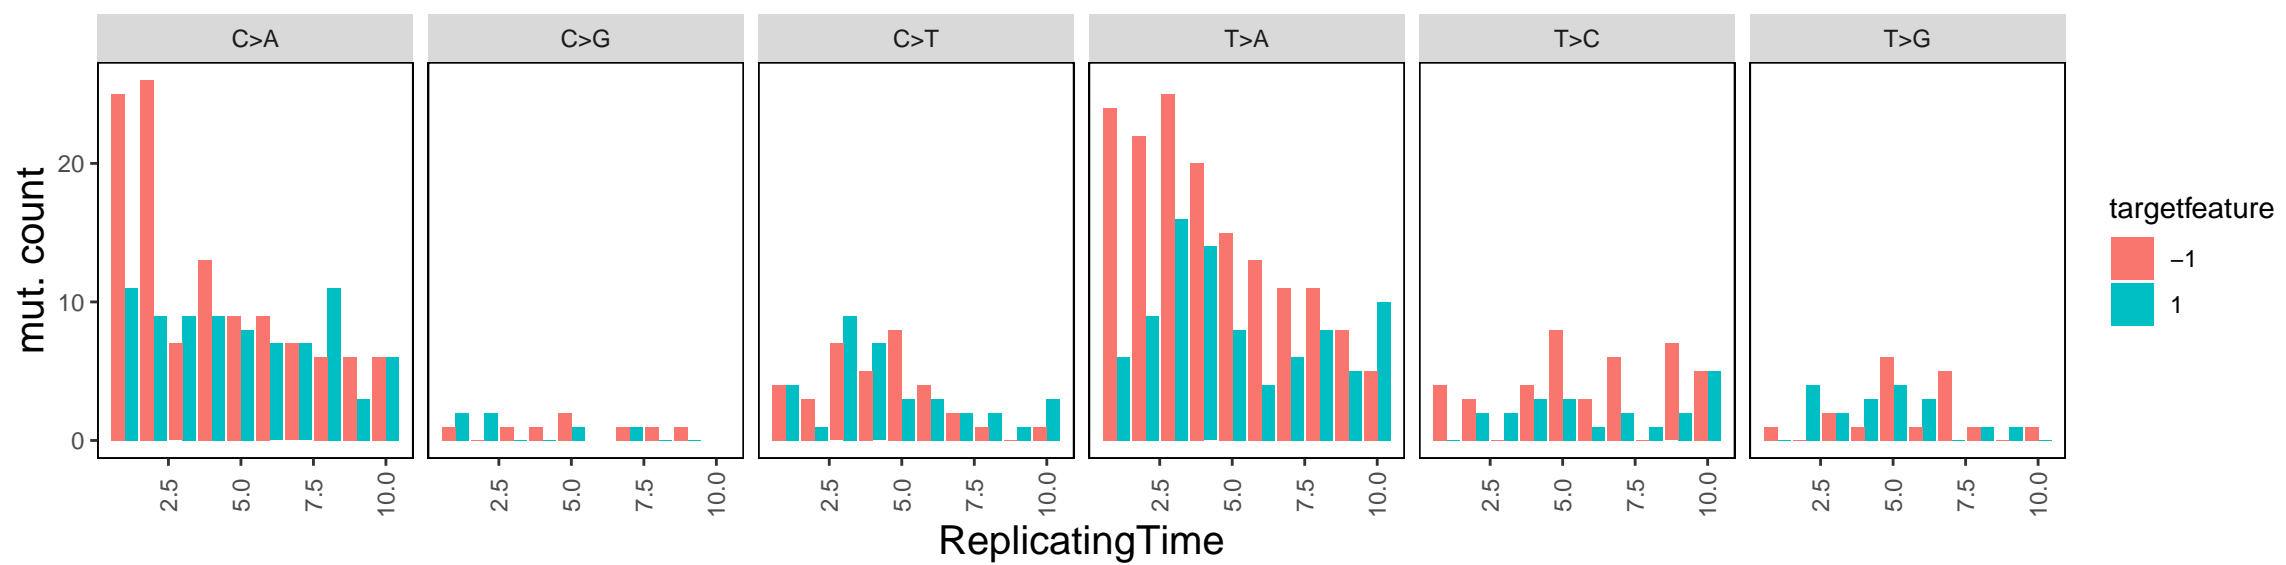 C>A C>G C>T T>A T>C T>G
mut. count
20
10
0
2.5 5.0 7.5 10.0 2.5 5.0 7.5 10.0 2.5 5.0 7.5 10.0 2.5 5.0 7.5 10.0 2.5 5.0 7.5 10.0 2.5 5.0 7.5 10.0
ReplicatingTime
targetfeature
−1
1